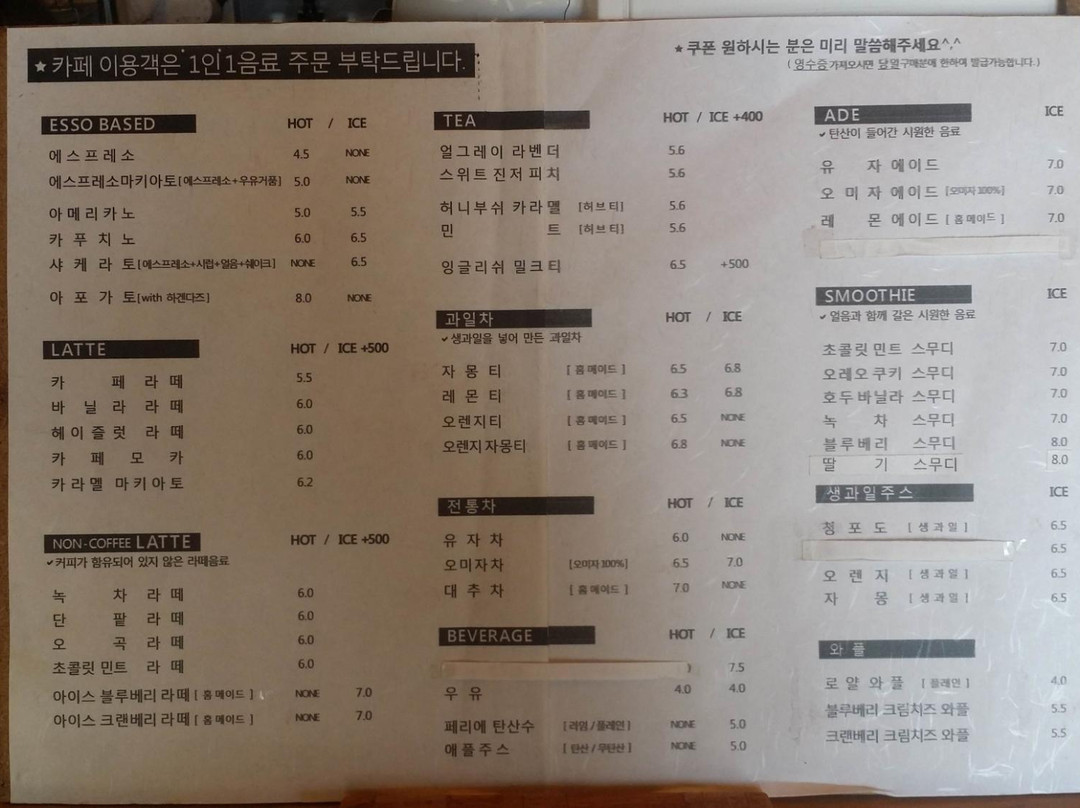 ★카페 이용객은 1인1음료 주문 부탁드립니다.
★쿠폰 원하시는 분은 미리 말씀해주세요^.^
(영수증가져오시면 당일구매분에 한하여 발급가능합니다.)
ESSO BASED HOT / ICE
에스프레소 4.5 NONE
에스프레소마키아토[에스프레소+우유거품] 5.0 NONE
아메리카노 5.0 5.5
카푸치노 6.0 6.5
샤케라토[에스프레소+시럽+얼음+쉐이크] NONE 6.5
아포가토[with 하겐다즈] 8.0 NONE
LATTE HOT / ICE +500
카페라떼 5.5
바닐라라떼 6.0
헤이즐럿 라떼 6.0
카페모카 6.0
카라멜 마키아토 6.2
NON-COFFEE LATTE HOT / ICE +500
✔커피가 함유되어 있지 않은 라떼음료
녹차라떼 6.0
단팥라떼 6.0
오곡라떼 6.0
초콜릿민트 라떼 6.0
아이스 블루베리 라떼 [홈메이드] NONE 7.0
아이스 크랜베리 라떼 [홈메이드] NONE 7.0
TEA HOT / ICE +400
얼그레이 라벤더 5.6
스위트진저피치 5.6
허니부쉬 카라멜 [허브티] 5.6
민트 [허브티] 5.6
잉글리쉬 밀크티 6.5 +500
과일차 HOT / ICE
✔생과일을 넣어 만든 과일차
자몽티 [홈메이드] 6.5 6.8
레몬티 [홈메이드] 6.3 6.8
오렌지티 [홈메이드] 6.5 NONE
오렌지자몽티 [홈메이드] 6.8 NONE
전통차 HOT / ICE
유자차 6.0 NONE
오미자차 [오미자 100%] 6.5 7.0
대추차 [홈메이드] 7.0 NONE
BEVERAGE HOT / ICE
7.5
우유 4.0 4.0
페리에 탄산수 [라임/플레인] NONE 5.0
애플주스 [탄산/무탄산] NONE 5.0
ADE ICE
✔탄산이 들어간 시원한 음료
유자에이드 7.0
오미자에이드 [오미자 100%] 7.0
레몬에이드 [홈메이드] 7.0
SMOOTHIE ICE
✔얼음과 함께 갈은 시원한 음료
초콜릿민트 스무디 7.0
오레오쿠키 스무디 7.0
호두바닐라 스무디 7.0
녹차 스무디 7.0
블루베리 스무디 8.0
딸기 스무디 8.0
생과일주스 ICE
청포도 [생과일] 6.5
6.5
오렌지 [생과일] 6.5
자몽 [생과일] 6.5
와플
로얄와플 [플레인] 4.0
블루베리 크림치즈 와플 5.5
크랜베리 크림치즈 와플 5.5